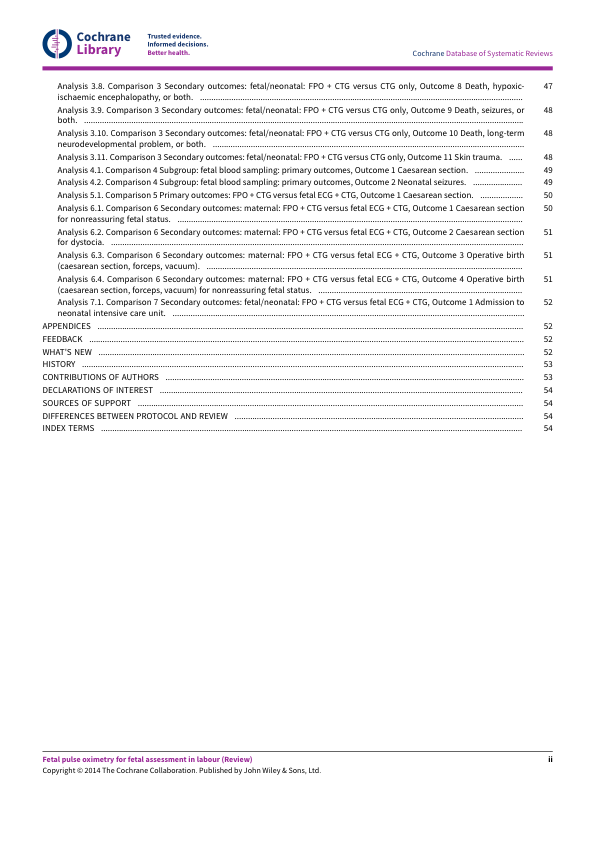 Cochrane
Library
Trusted evidence.
Informed decisions.
Better health.
Cochrane Database of Systematic Reviews
Analysis 3.8. Comparison 3 Secondary outcomes: fetal/neonatal: FPO + CTG versus CTG only, Outcome 8 Death, hypoxic-ischaemic encephalopathy, or both. 47
Analysis 3.9. Comparison 3 Secondary outcomes: fetal/neonatal: FPO + CTG versus CTG only, Outcome 9 Death, seizures, or both. 48
Analysis 3.10. Comparison 3 Secondary outcomes: fetal/neonatal: FPO + CTG versus CTG only, Outcome 10 Death, long-term neurodevelopmental problem, or both. 48
Analysis 3.11. Comparison 3 Secondary outcomes: fetal/neonatal: FPO + CTG versus CTG only, Outcome 11 Skin trauma. 48
Analysis 4.1. Comparison 4 Subgroup: fetal blood sampling: primary outcomes, Outcome 1 Caesarean section. 49
Analysis 4.2. Comparison 4 Subgroup: fetal blood sampling: primary outcomes, Outcome 2 Neonatal seizures. 49
Analysis 5.1. Comparison 5 Primary outcomes: FPO + CTG versus fetal ECG + CTG, Outcome 1 Caesarean section. 50
Analysis 6.1. Comparison 6 Secondary outcomes: maternal: FPO + CTG versus fetal ECG + CTG, Outcome 1 Caesarean section for nonreassuring fetal status. 50
Analysis 6.2. Comparison 6 Secondary outcomes: maternal: FPO + CTG versus fetal ECG + CTG, Outcome 2 Caesarean section for dystocia. 51
Analysis 6.3. Comparison 6 Secondary outcomes: maternal: FPO + CTG versus fetal ECG + CTG, Outcome 3 Operative birth (caesarean section, forceps, vacuum). 51
Analysis 6.4. Comparison 6 Secondary outcomes: maternal: FPO + CTG versus fetal ECG + CTG, Outcome 4 Operative birth (caesarean section, forceps, vacuum) for nonreassuring fetal status. 51
Analysis 7.1. Comparison 7 Secondary outcomes: fetal/neonatal: FPO + CTG versus fetal ECG + CTG, Outcome 1 Admission to neonatal intensive care unit. 52
APPENDICES 52
FEEDBACK 52
WHAT'S NEW 52
HISTORY 53
CONTRIBUTIONS OF AUTHORS 53
DECLARATIONS OF INTEREST 54
SOURCES OF SUPPORT 54
DIFFERENCES BETWEEN PROTOCOL AND REVIEW 54
INDEX TERMS 54
Fetal pulse oximetry for fetal assessment in labour (Review) ii
Copyright © 2014 The Cochrane Collaboration. Published by John Wiley & Sons, Ltd.